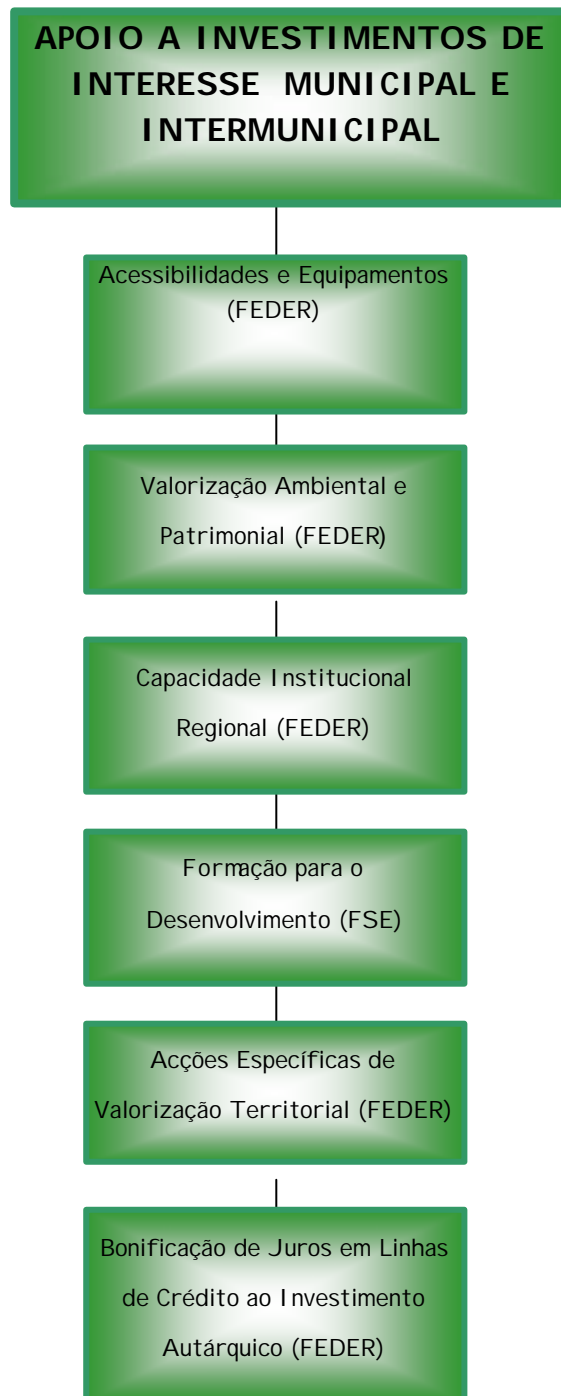 APOIO A INVESTIMENTOS DE
INTERESSE MUNICIPAL E
INTERMUNICIPAL
Acessibilidades e Equipamentos
(FEDER)
Valorização Ambiental e
Patrimonial (FEDER)
Capacidade Institucional
Regional (FEDER)
Formação para o
Desenvolvimento (FSE)
Acções Específicas de
Valorização Territorial (FEDER)
Bonificação de Juros em Linhas
de Crédito ao Investimento
Autárquico (FEDER)